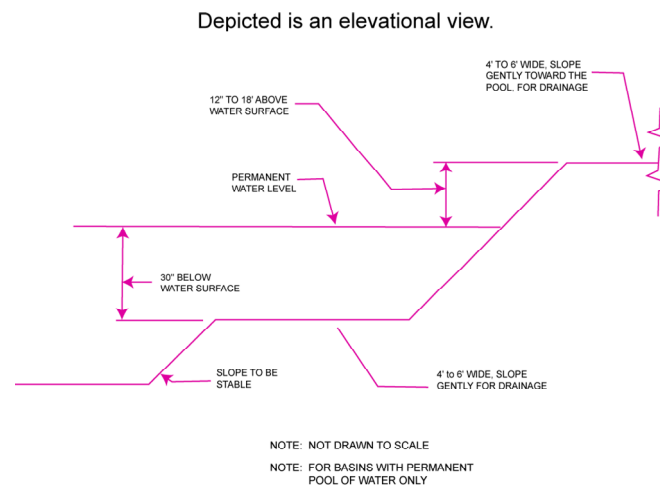 Depicted is an elevational view.
4' TO 6' WIDE, SLOPE
GENTLY TOWARD THE
POOL. FOR DRAINAGE
12" TO 18' ABOVE
WATER SURFACE
PERMANENT
WATER LEVEL
30" BELOW
WATER SURFACE
SLOPE TO BE
STABLE
4' to 6' WIDE, SLOPE
GENTLY FOR DRAINAGE
NOTE: NOT DRAWN TO SCALE
NOTE: FOR BASINS WITH PERMANENT
POOL OF WATER ONLY